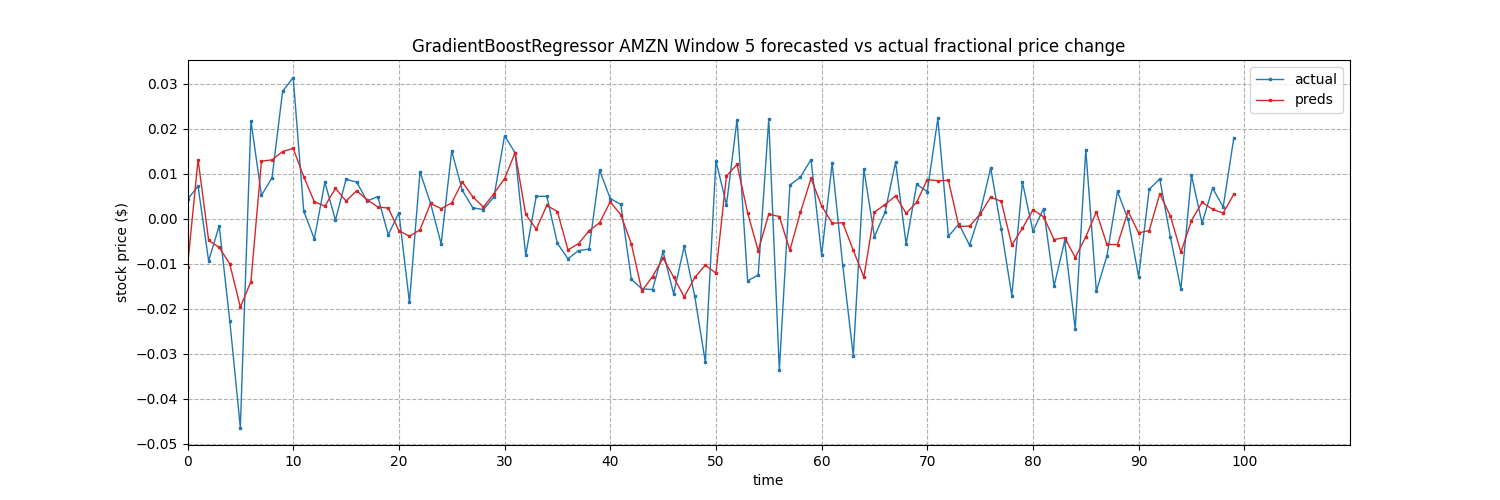 GradientBoostRegressor AMZN Window 5 forecasted vs actual fractional price change
actual
preds
stock price ($)
0.03
0.02
0.01
0.00
−0.01
−0.02
−0.03
−0.04
−0.05
0 10 20 30 40 50 60 70 80 90 100
time